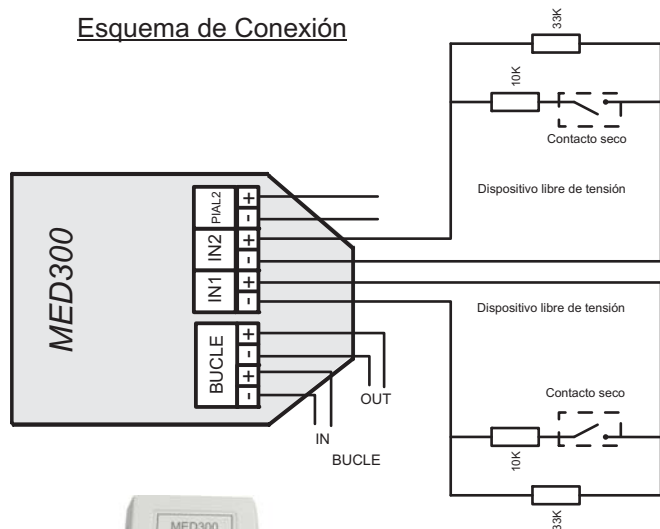 Esquema de Conexión
33K
10K
Contacto seco
Dispositivo libre de tensión
MED300
PIAL2
+
-
IN2
+
-
IN1
+
-
BUCLE
+
-
+
-
OUT
IN
BUCLE
Dispositivo libre de tensión
Contacto seco
10K
33K
MED300